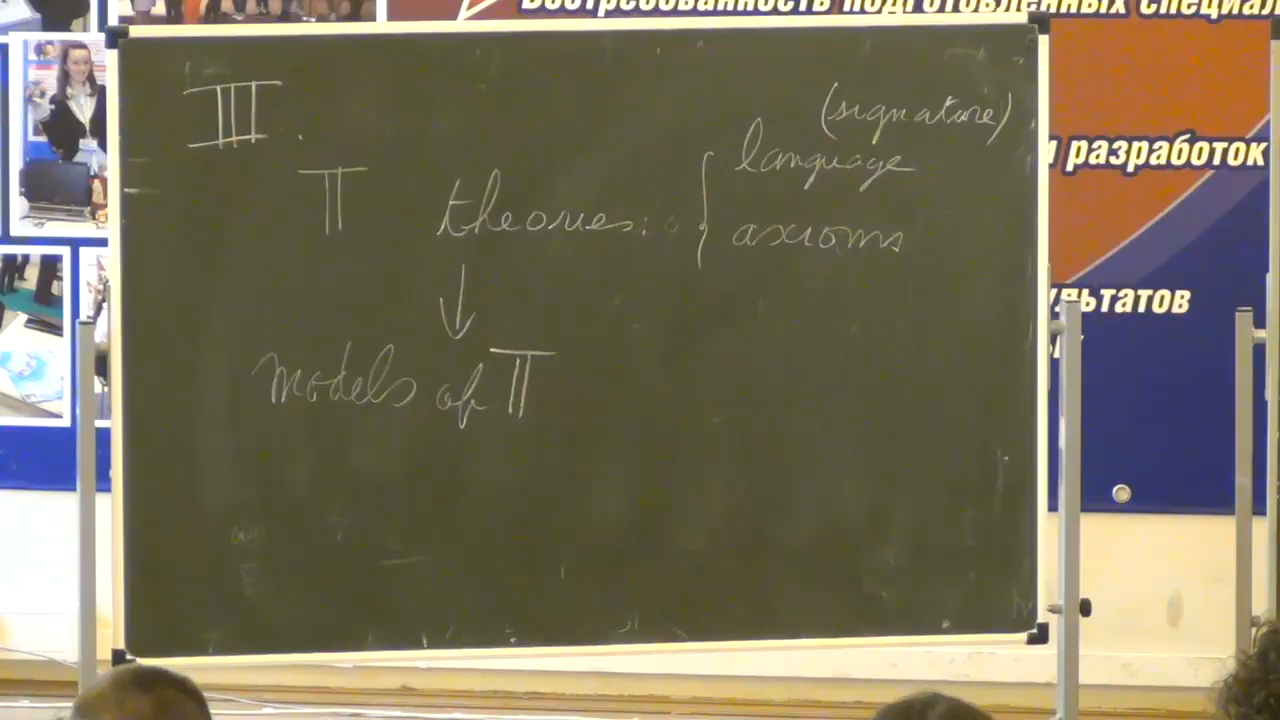 Востребованность подготовленных специал
и разработок
ультатов
III.
(signature)
𝕋 theories: { language
axioms
↓
models of 𝕋